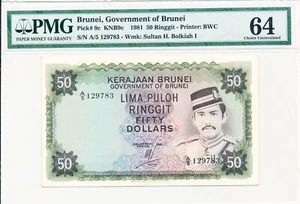 PMG
PAPER MONEY GUARANTY
Brunei, Government of Brunei
Pick# 9c KNB9c 1981 50 Ringgit - Printer: BWC
S/N A/5 129783 - Wmk: Sultan H. Bolkiah I
64
Choice Uncirculated
50
KERAJAAN BRUNEI
GOVERNMENT OF BRUNEI
50
A/5 129783
LIMA PULOH
RINGGIT
FIFTY
DOLLARS
A/5 129783
50
50